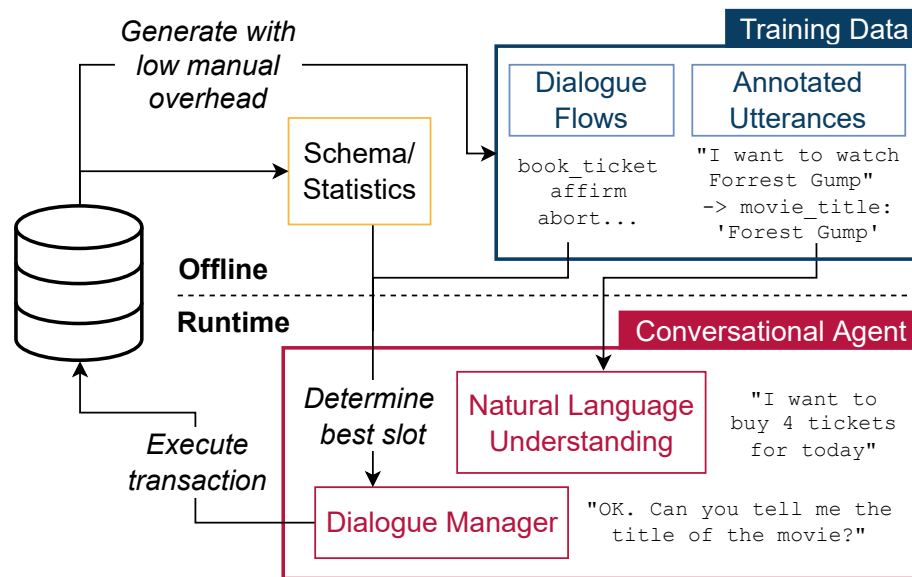 Generate with
low manual
overhead
Training Data
Dialogue
Flows
Annotated
Utterances
book_ticket
affirm
abort...
"I want to watch
Forrest Gump"
-> movie_title:
'Forest Gump'
Schema/
Statistics
Offline
Runtime
Conversational Agent
Natural Language
Understanding
"I want to
buy 4 tickets
for today"
Determine
best slot
Execute
transaction
Dialogue Manager
"OK. Can you tell me the
title of the movie?"